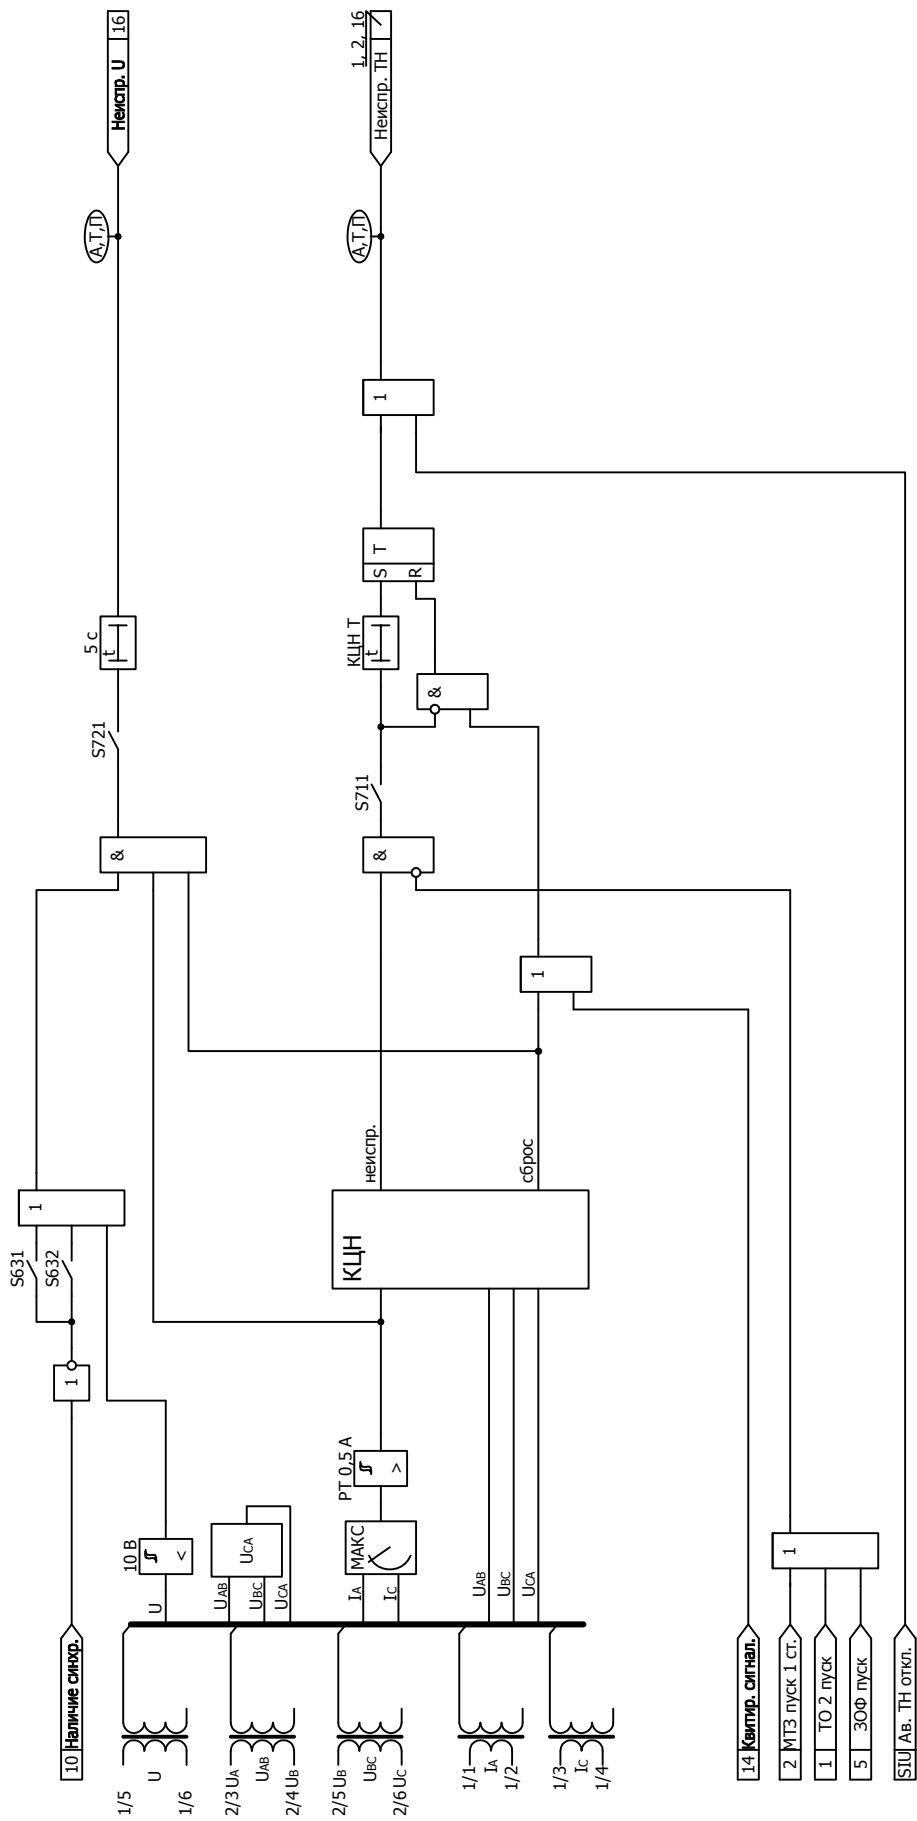 10 Наличие синхр.
1
S631
S632
1
&
S721
5 с
t
А,Т,П
Неиспр. U 16
1/5
U
1/6
U
10 В
<
2/3 UA
UAB
2/4 UB
UAB
UBC
UCA
UCA
2/5 UB
UBC
2/6 UC
IA
IC
МАКС
РТ 0,5 А
>
КЦН
неиспр.
сброс
&
S711
КЦН Т
t
S Т
R
&
1
1
А,Т,П
Неиспр. ТН
1, 2, 16
1/1
IA
1/2
1/3
IC
1/4
UAB
UBC
UCA
14 Квитир. сигнал.
2 МТЗ пуск 1 ст.
1 ТО 2 пуск
5 ЗОФ пуск
1
SIU Ав. ТН откл.